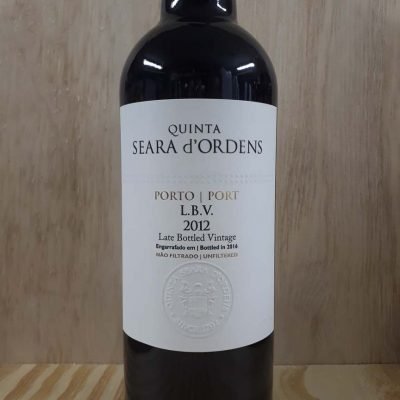 QUINTA
SEARA d'ORDENS
PORTO | PORT
L.B.V.
2012
Late Bottled Vintage
Engarrafado em | Bottled in 2016
NÃO FILTRADO | UNFILTERED